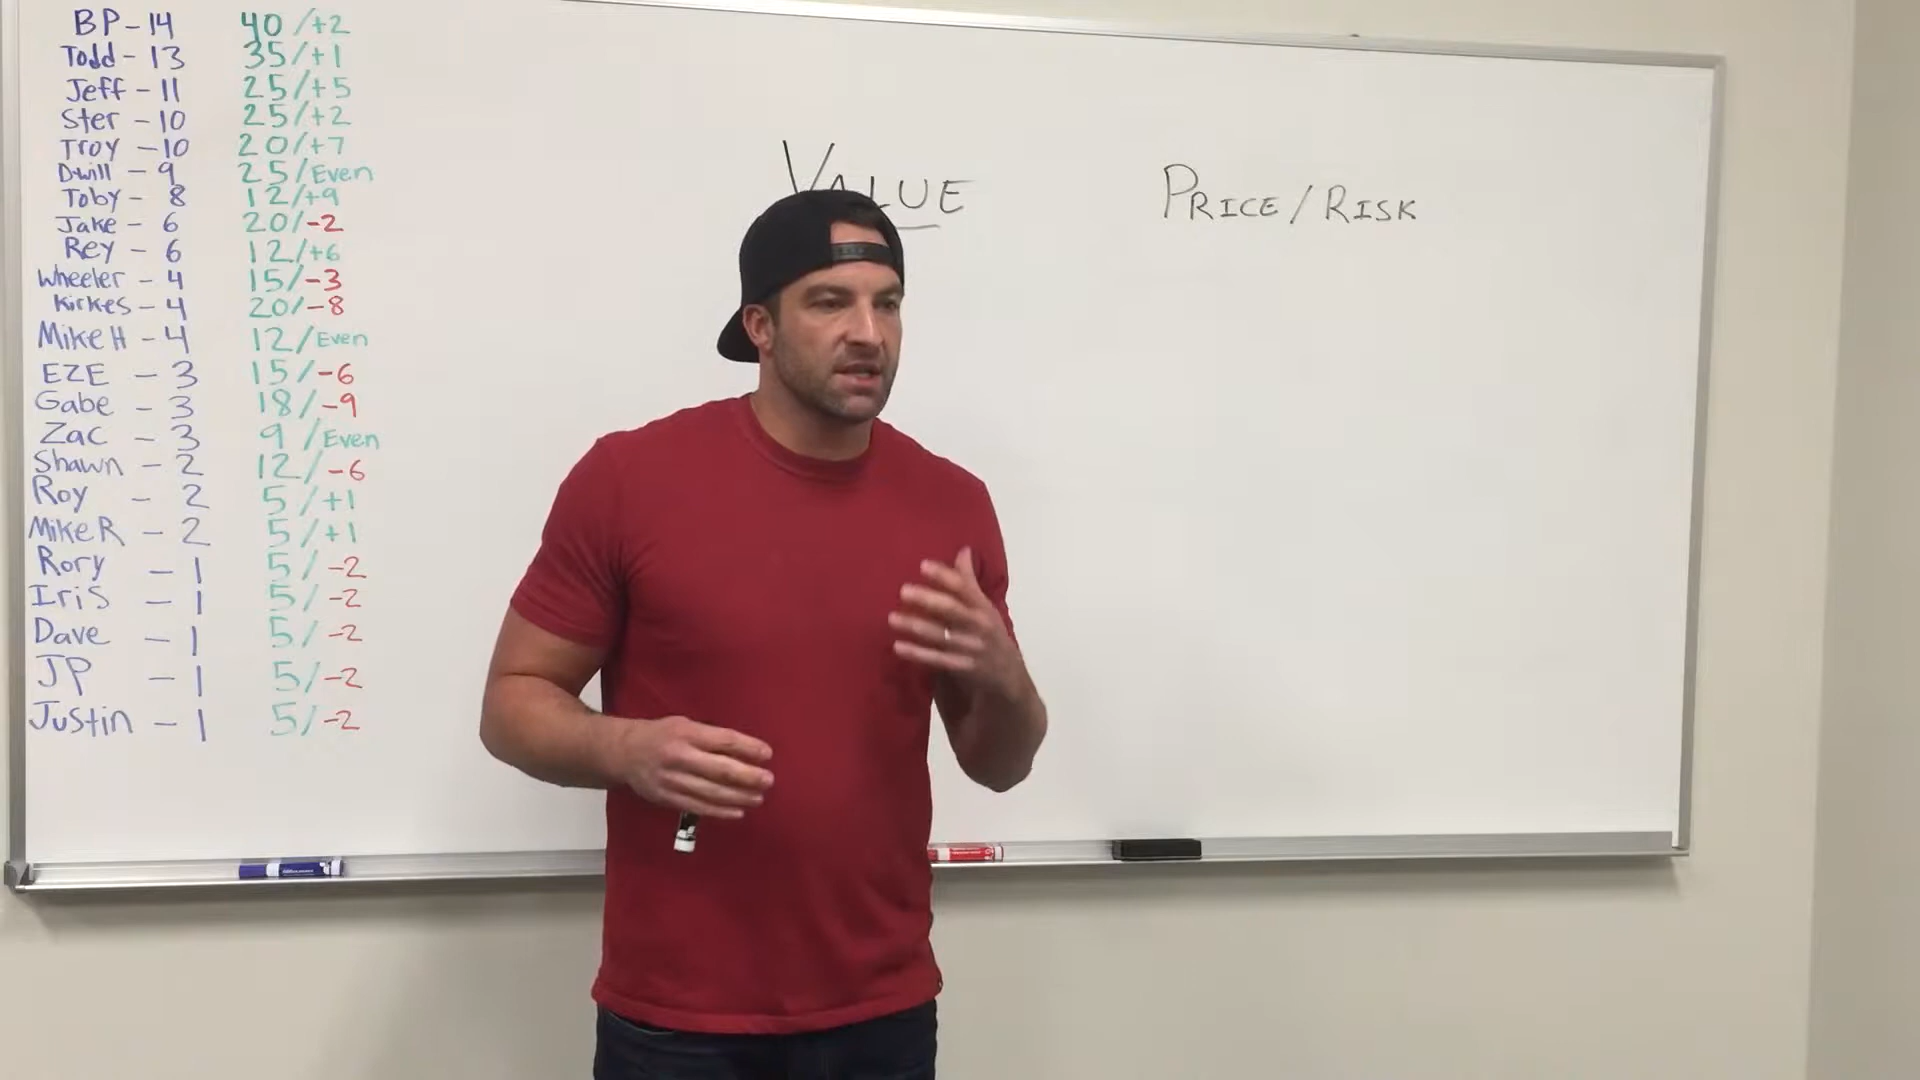 BP - 14 40 / +2
Todd - 13 35 / +1
Jeff - 11 25 / +5
Ster - 10 25 / +2
Troy - 10 20 / +7
Dwill - 9 25 / Even
Toby - 8 12 / +9
Jake - 6 20 / -2
Rey - 6 12 / +6
Wheeler - 4 15 / -3
Kirkes - 4 20 / -8
Mike H - 4 12 / Even
EZE - 3 15 / -6
Gabe - 3 18 / -9
Zac - 3 9 / Even
Shawn - 2 12 / -6
Roy - 2 5 / +1
Mike R - 2 5 / +1
Rory - 1 5 / -2
Iris - 1 5 / -2
Dave - 1 5 / -2
JP - 1 5 / -2
Justin - 1 5 / -2
VALUE
PRICE / RISK